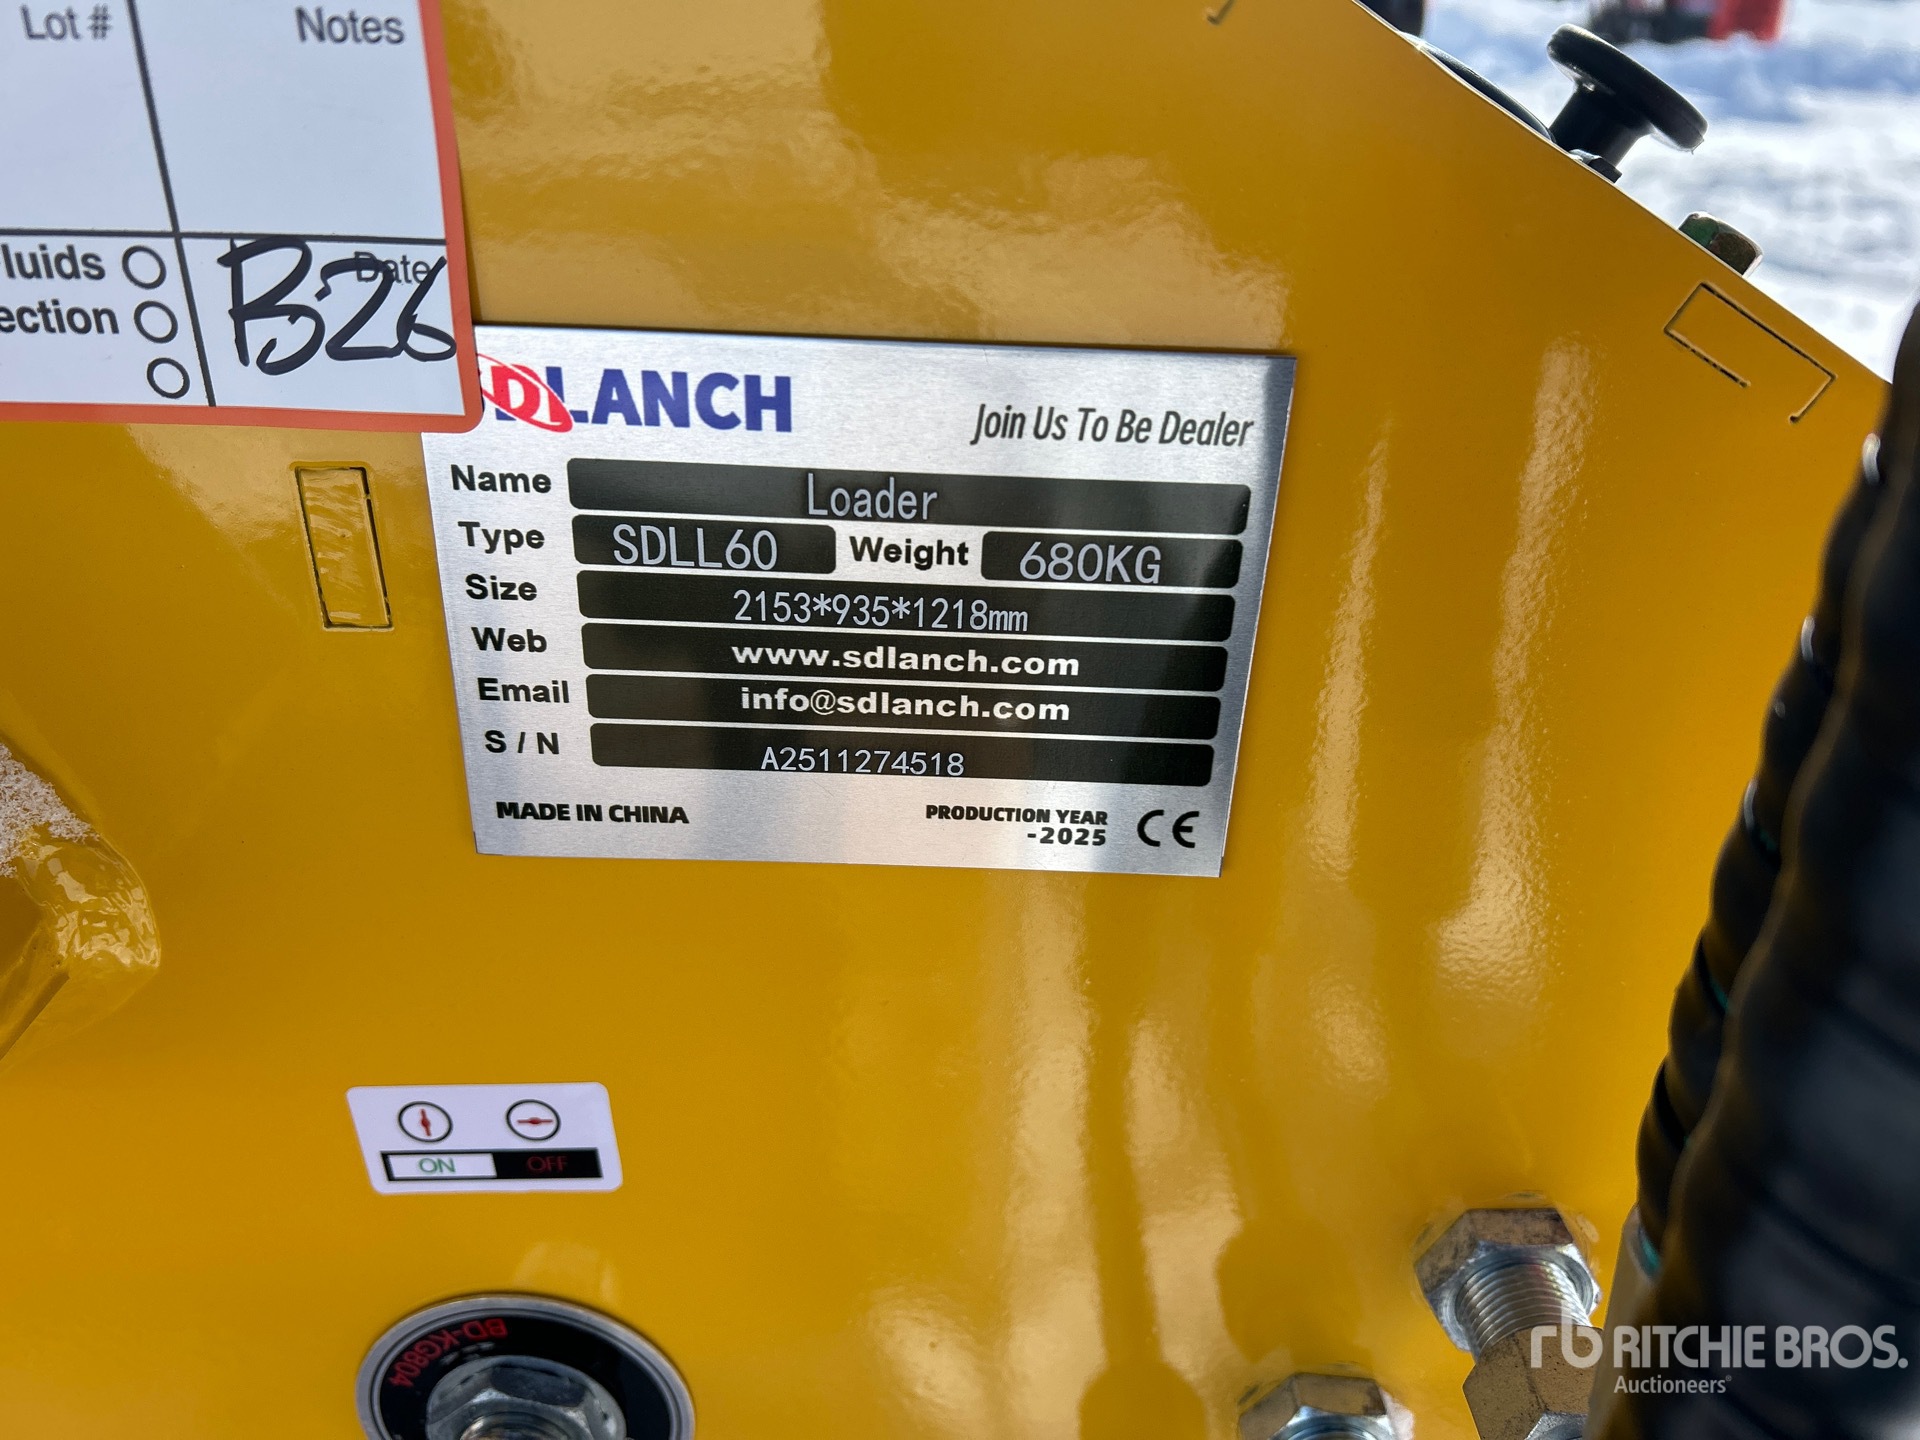 Lot #
Notes
luids
Date
B26
ection
SDLANCH
Join Us To Be Dealer
Name Loader
Type SDLL60 Weight 680KG
Size 2153*935*1218mm
Web www.sdlanch.com
Email info@sdlanch.com
S / N A2511274518
MADE IN CHINA
PRODUCTION YEAR
-2025
CE
ON OFF
BD-KG804
rb RITCHIE BROS.
Auctioneers